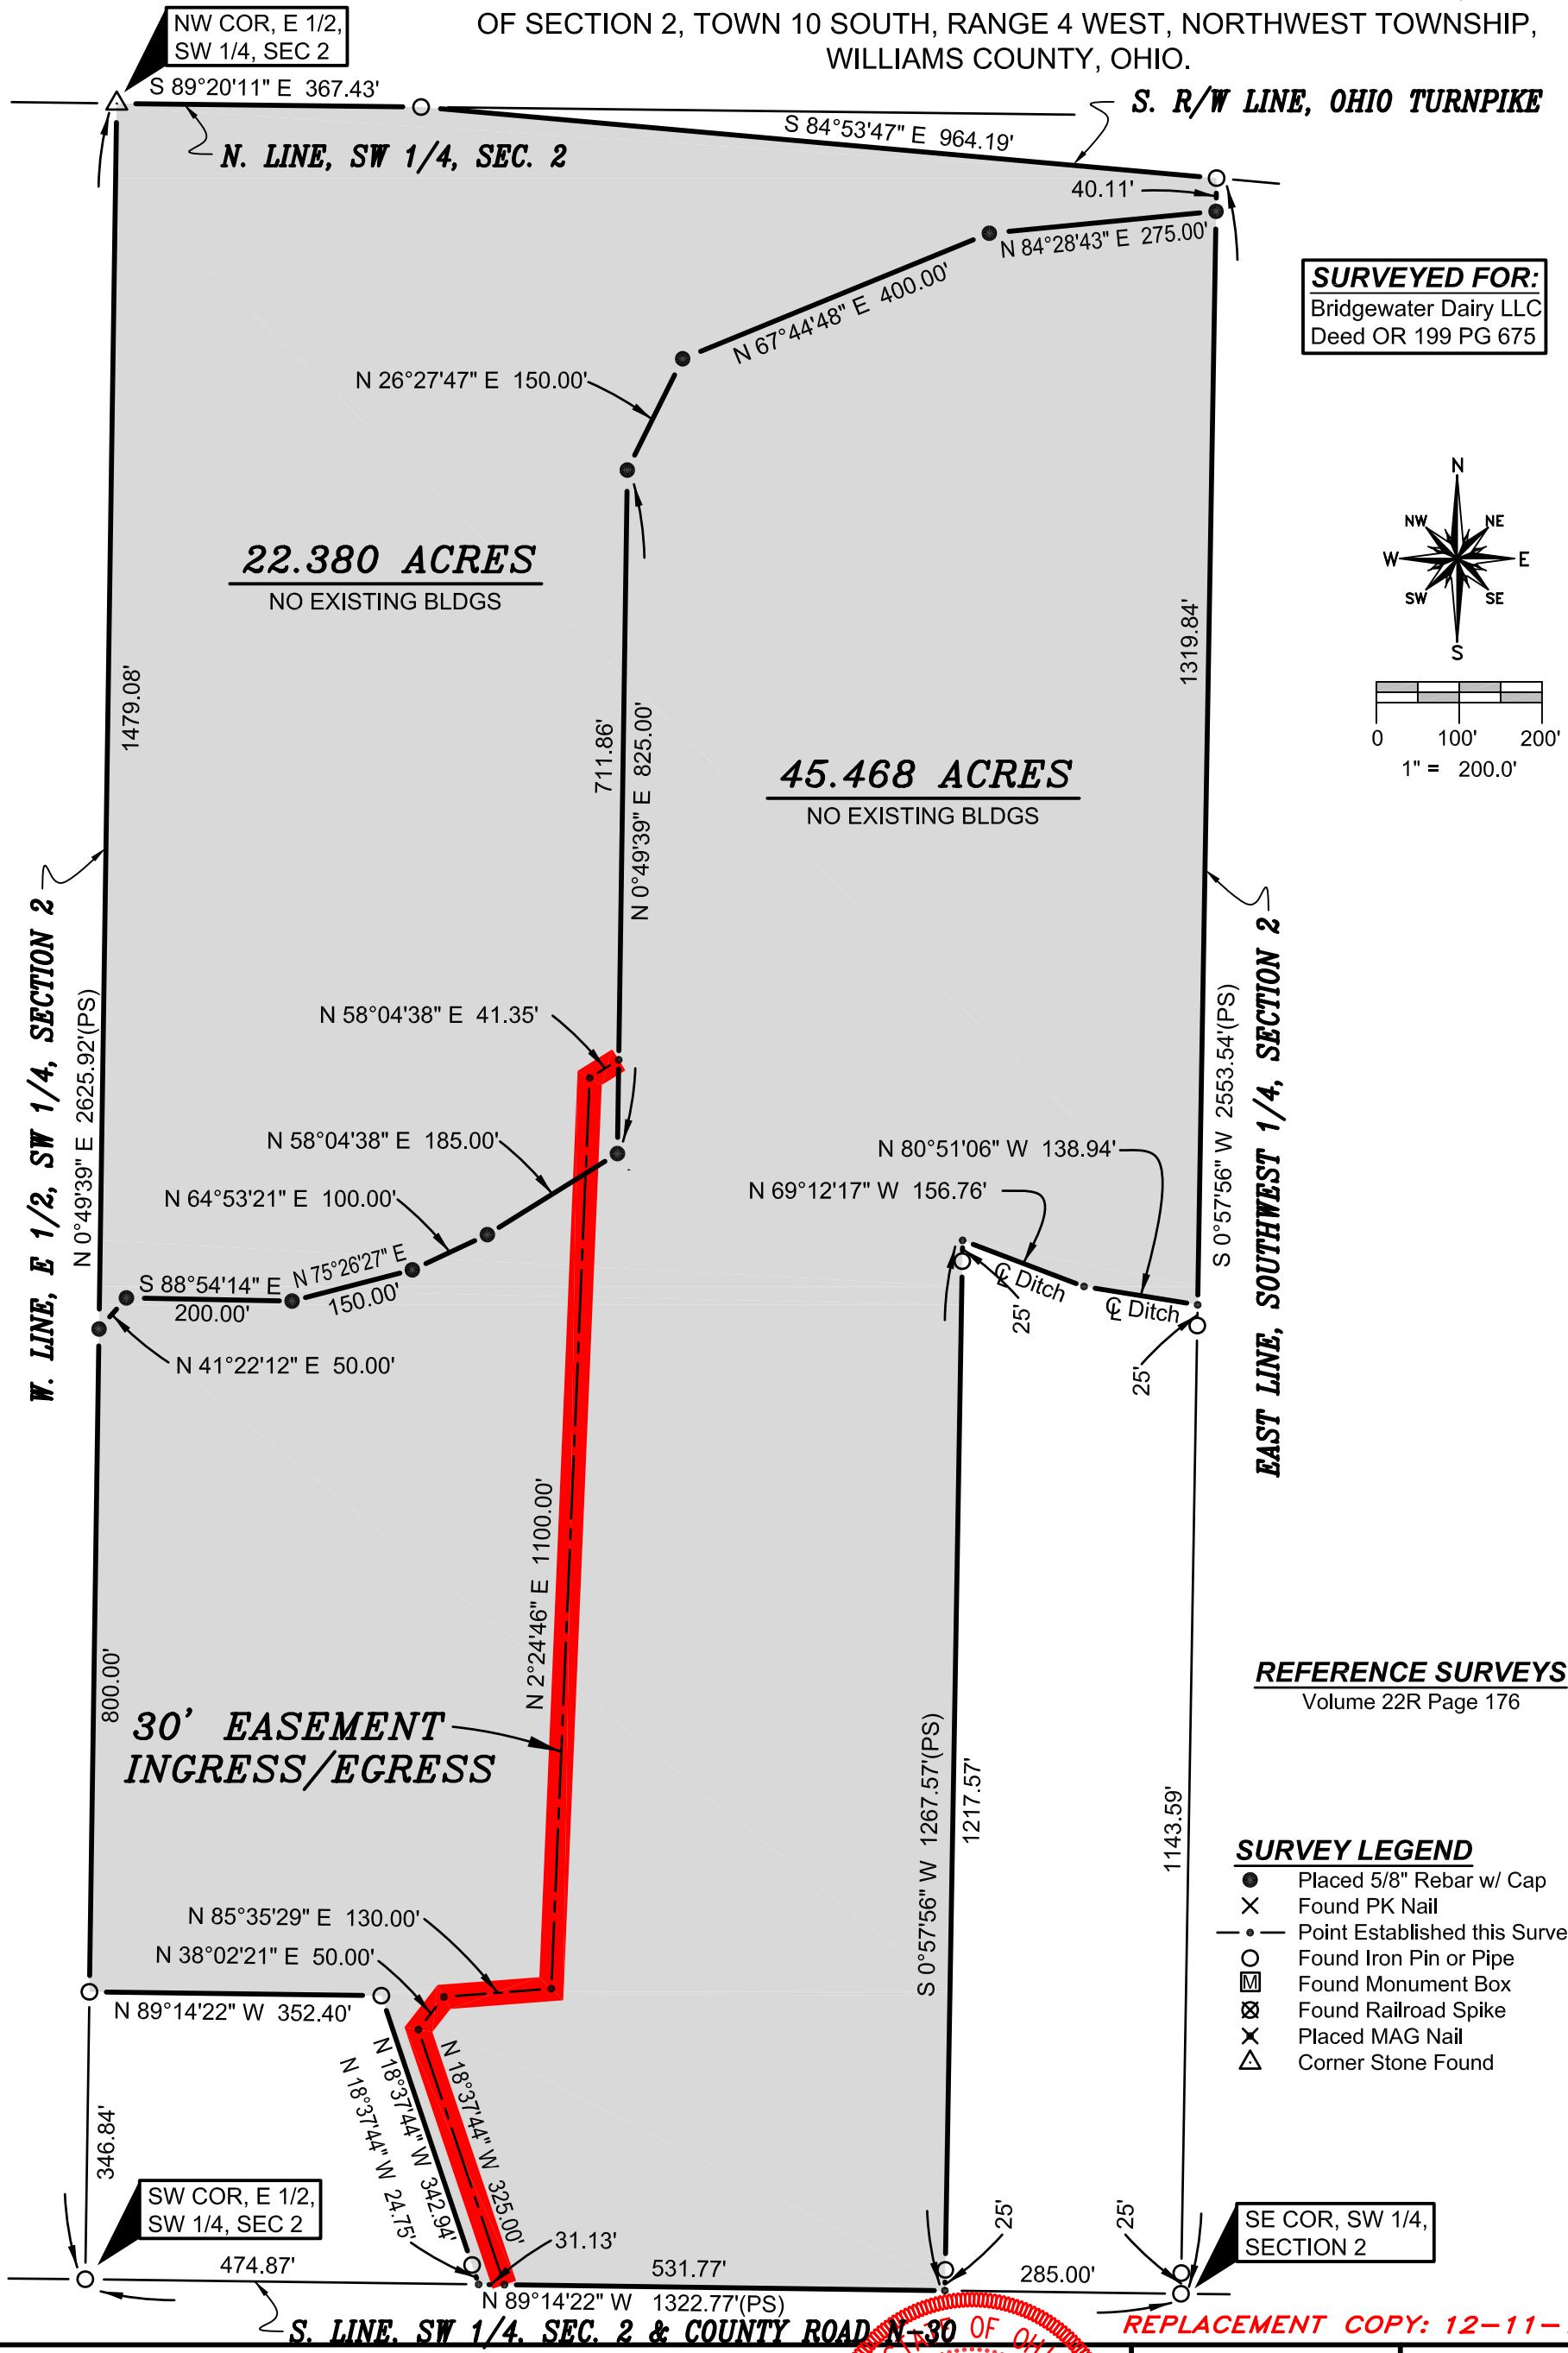 OF SECTION 2, TOWN 10 SOUTH, RANGE 4 WEST, NORTHWEST TOWNSHIP,
WILLIAMS COUNTY, OHIO.
NW COR, E 1/2,
SW 1/4, SEC 2
S 89°20'11" E 367.43'
S. R/W LINE, OHIO TURNPIKE
S 84°53'47" E 964.19'
N. LINE, SW 1/4, SEC. 2
40.11'
N 84°28'43" E 275.00'
SURVEYED FOR:
Bridgewater Dairy LLC
Deed OR 199 PG 675
N 67°44'48" E 400.00'
N 26°27'47" E 150.00'
N
NW
NE
W
E
SW
SE
S
22.380 ACRES
NO EXISTING BLDGS
1479.08'
1319.84'
0 100' 200'
1" = 200.0'
711.86'
N 0°49'39" E 825.00'
45.468 ACRES
NO EXISTING BLDGS
W. LINE, E 1/2, SW 1/4, SECTION 2
N 0°49'39" E 2625.92'(PS)
EAST LINE, SOUTHWEST 1/4, SECTION 2
S 0°57'56" W 2553.54'(PS)
N 58°04'38" E 41.35'
N 58°04'38" E 185.00'
N 80°51'06" W 138.94'
N 64°53'21" E 100.00'
N 69°12'17" W 156.76'
N 75°26'27" E
150.00'
S 88°54'14" E
200.00'
℄ Ditch
℄ Ditch
25'
25'
N 41°22'12" E 50.00'
N 2°24'46" E 1100.00'
800.00'
30' EASEMENT
INGRESS/EGRESS
S 0°57'56" W 1267.57'(PS)
1217.57'
1143.59'
REFERENCE SURVEYS
Volume 22R Page 176
SURVEY LEGEND
Placed 5/8" Rebar w/ Cap
Found PK Nail
Point Established this Surve
Found Iron Pin or Pipe
M Found Monument Box
Found Railroad Spike
Placed MAG Nail
Corner Stone Found
N 85°35'29" E 130.00'
N 38°02'21" E 50.00'
N 89°14'22" W 352.40'
N 18°37'44" W 24.75'
N 18°37'44" W 342.94'
N 18°37'44" W 325.00'
346.84'
SW COR, E 1/2,
SW 1/4, SEC 2
31.13'
25'
25'
SE COR, SW 1/4,
SECTION 2
474.87'
531.77'
285.00'
N 89°14'22" W 1322.77'(PS)
S. LINE, SW 1/4, SEC. 2 & COUNTY ROAD N-30
REPLACEMENT COPY: 12-11-
OF